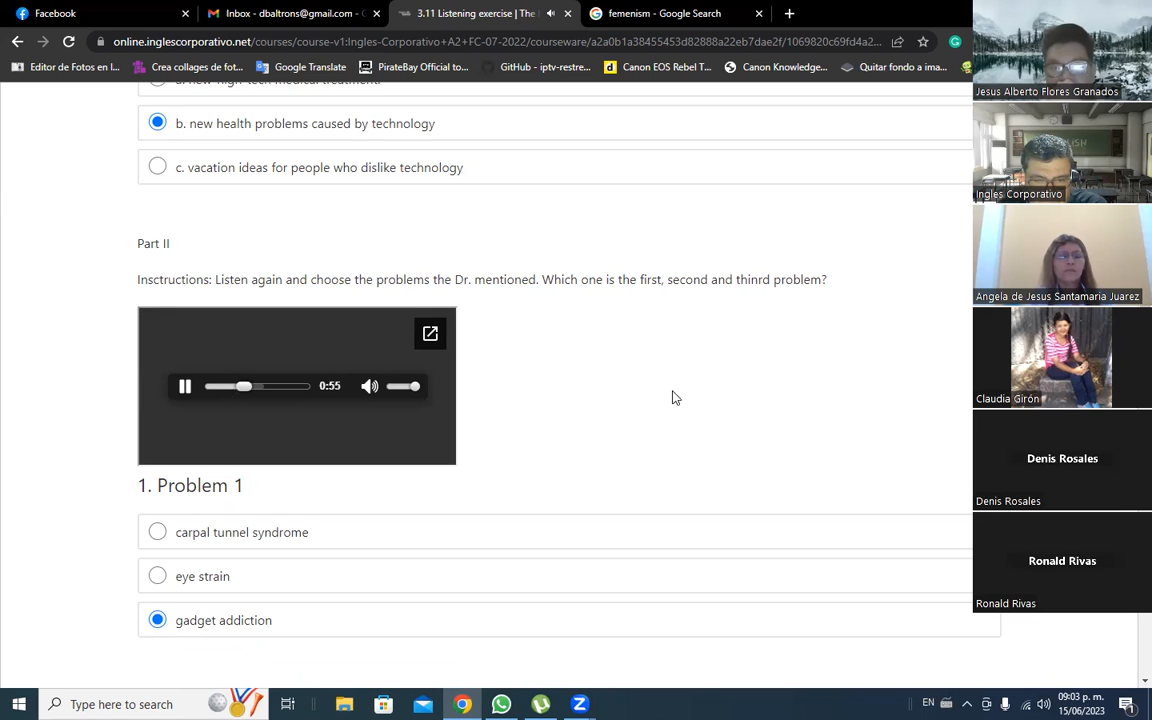 Facebook
Inbox - dbaltrons@gmail.com -
3.11 Listening exercise | The
femenism - Google Search
online.inglescorporativo.net/courses/course-v1:Ingles-Corporativo+A2+FC-07-2022/courseware/a2a0b1a38455453d82888a22eb7dae2f/1069820c69fd4a2...
Editor de Fotos en l...
Crea collages de fot...
Google Translate
PirateBay Official to...
GitHub - iptv-restre...
Canon EOS Rebel T...
Canon Knowledge...
Quitar fondo a ima...
a. new high-tech medical treatment
b. new health problems caused by technology
c. vacation ideas for people who dislike technology
Part II
Insctructions: Listen again and choose the problems the Dr. mentioned. Which one is the first, second and thinrd problem?
0:55
1. Problem 1
carpal tunnel syndrome
eye strain
gadget addiction
Jesus Alberto Flores Granados
Ingles Corporativo
Angela de Jesus Santamaria Juarez
Claudia Girón
Denis Rosales
Denis Rosales
Ronald Rivas
Ronald Rivas
Type here to search
EN
09:03 p. m.
15/06/2023
1